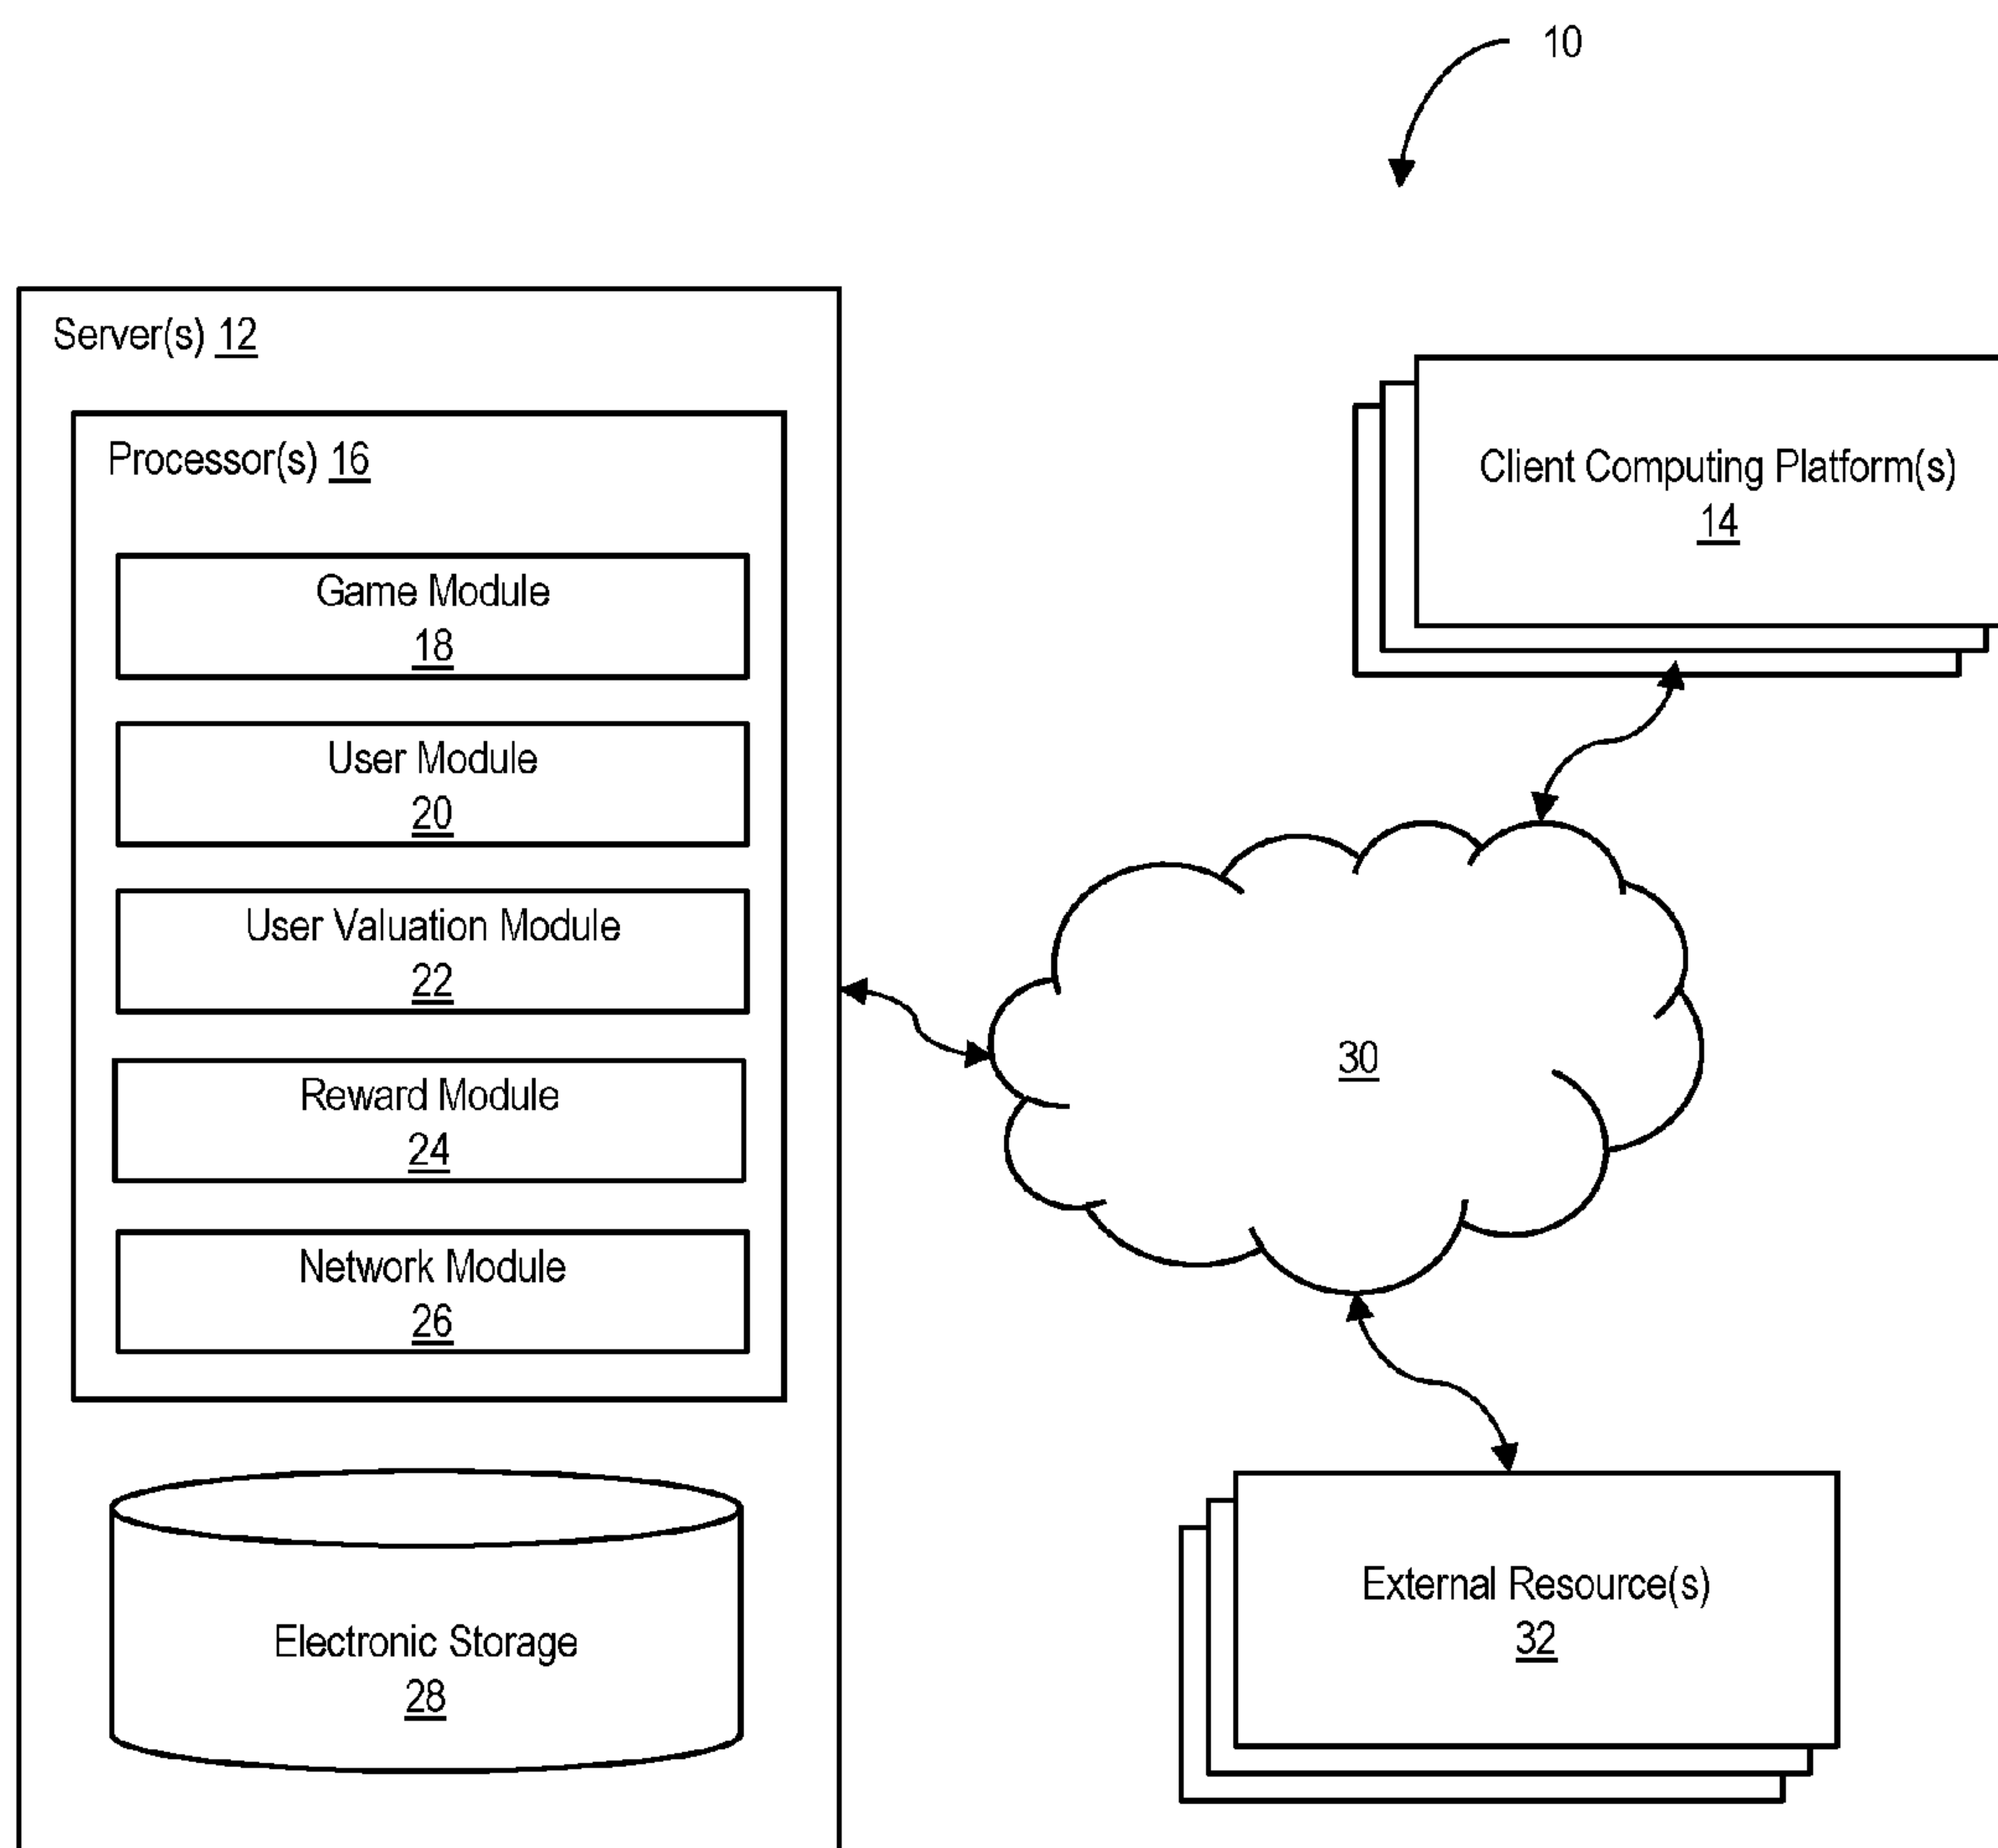 10
Server(s) 12
Processor(s) 16
Game Module
18
User Module
20
User Valuation Module
22
Reward Module
24
Network Module
26
Electronic Storage
28
Client Computing Platform(s)
14
30
External Resource(s)
32